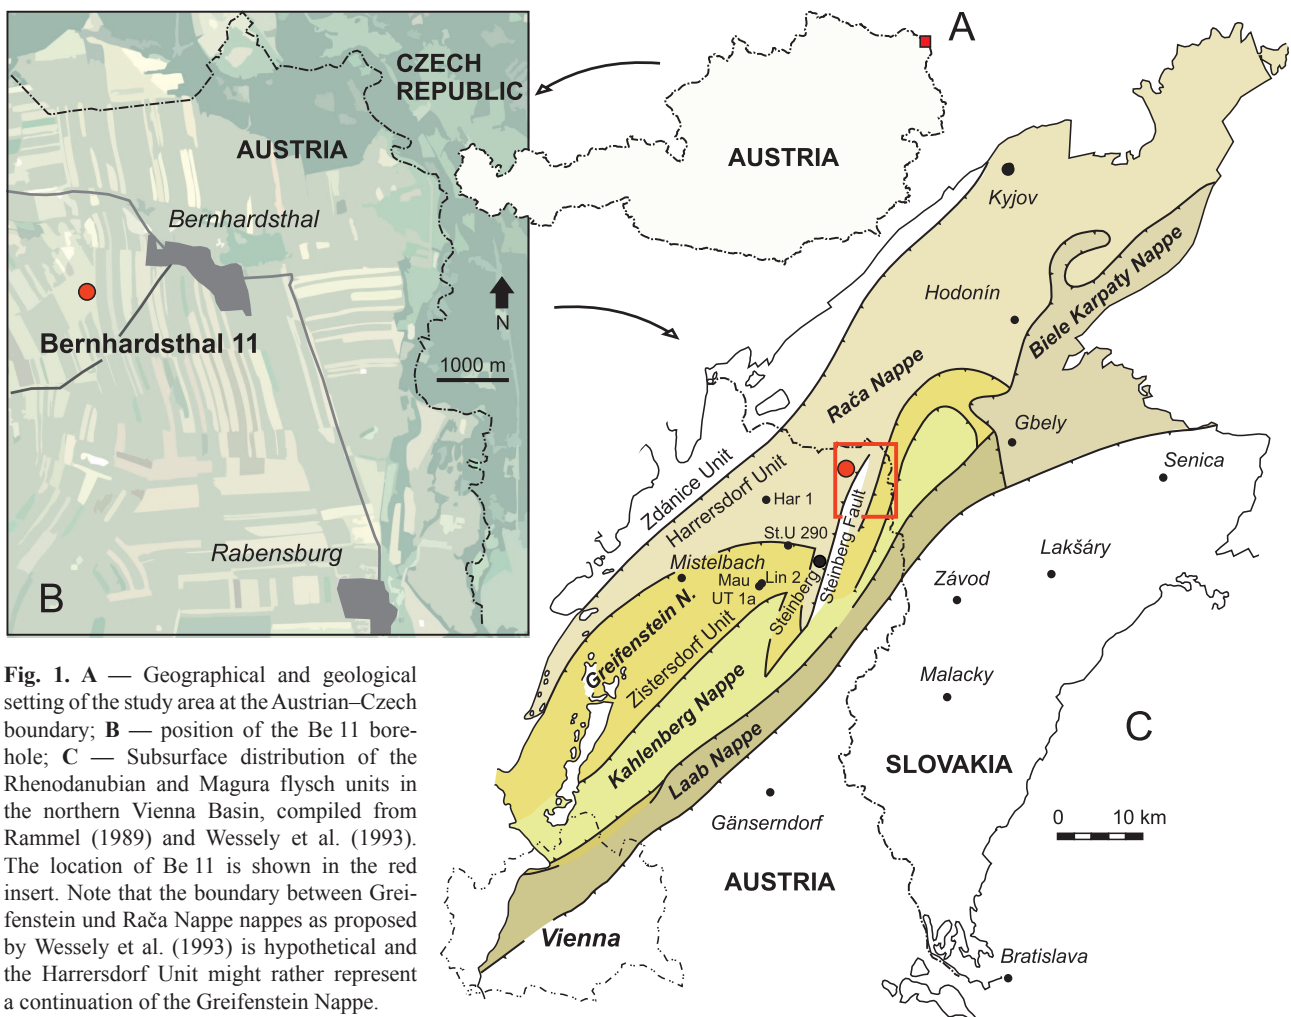 CZECH
REPUBLIC
AUSTRIA
Bernhardsthal
Bernhardsthal 11
N
1000 m
Rabensburg
B
A
AUSTRIA
Kyjov
Hodonín
Biele Karpaty Nappe
Rača Nappe
Gbely
Senica
Zdánice Unit
Harrersdorf Unit
Har 1
St.U 290
Steinberg Fault
Steinberg
Mistelbach
Mau
UT 1a
Lin 2
Lakšáry
Závod
Greifenstein N.
Zistersdorf Unit
Kahlenberg Nappe
Laab Nappe
Malacky
C
SLOVAKIA
Gänserndorf
0 10 km
AUSTRIA
Vienna
Bratislava
Fig. 1. A — Geographical and geological
setting of the study area at the Austrian–Czech
boundary; B — position of the Be 11 bore-
hole; C — Subsurface distribution of the
Rhenodanubian and Magura flysch units in
the northern Vienna Basin, compiled from
Rammel (1989) and Wessely et al. (1993).
The location of Be 11 is shown in the red
insert. Note that the boundary between Grei-
fenstein und Rača Nappe nappes as proposed
by Wessely et al. (1993) is hypothetical and
the Harrersdorf Unit might rather represent
a continuation of the Greifenstein Nappe.